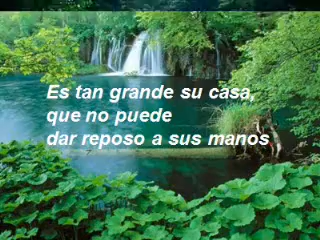 Es tan grande su casa,
que no puede
dar reposo a sus manos